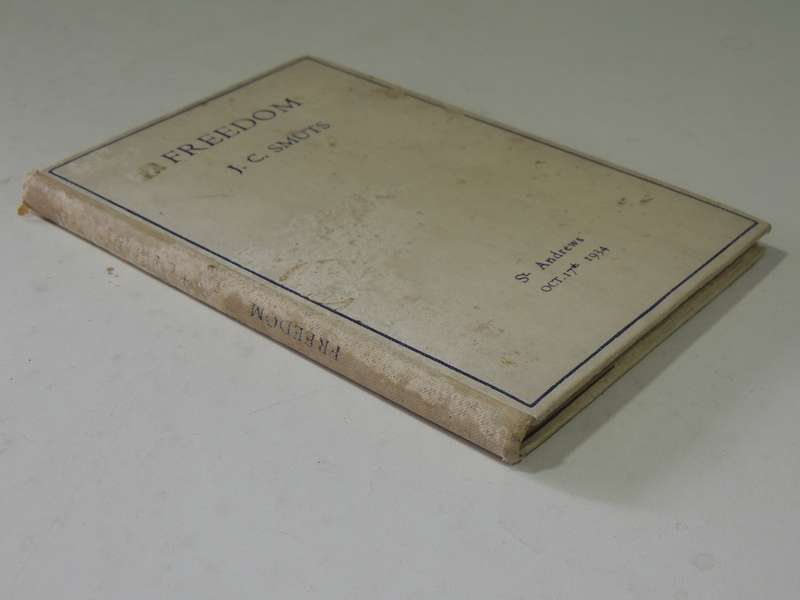 FREEDOM
J. C. SMUTS
St. Andrews
OCT. 17th 1934
FREEDOM